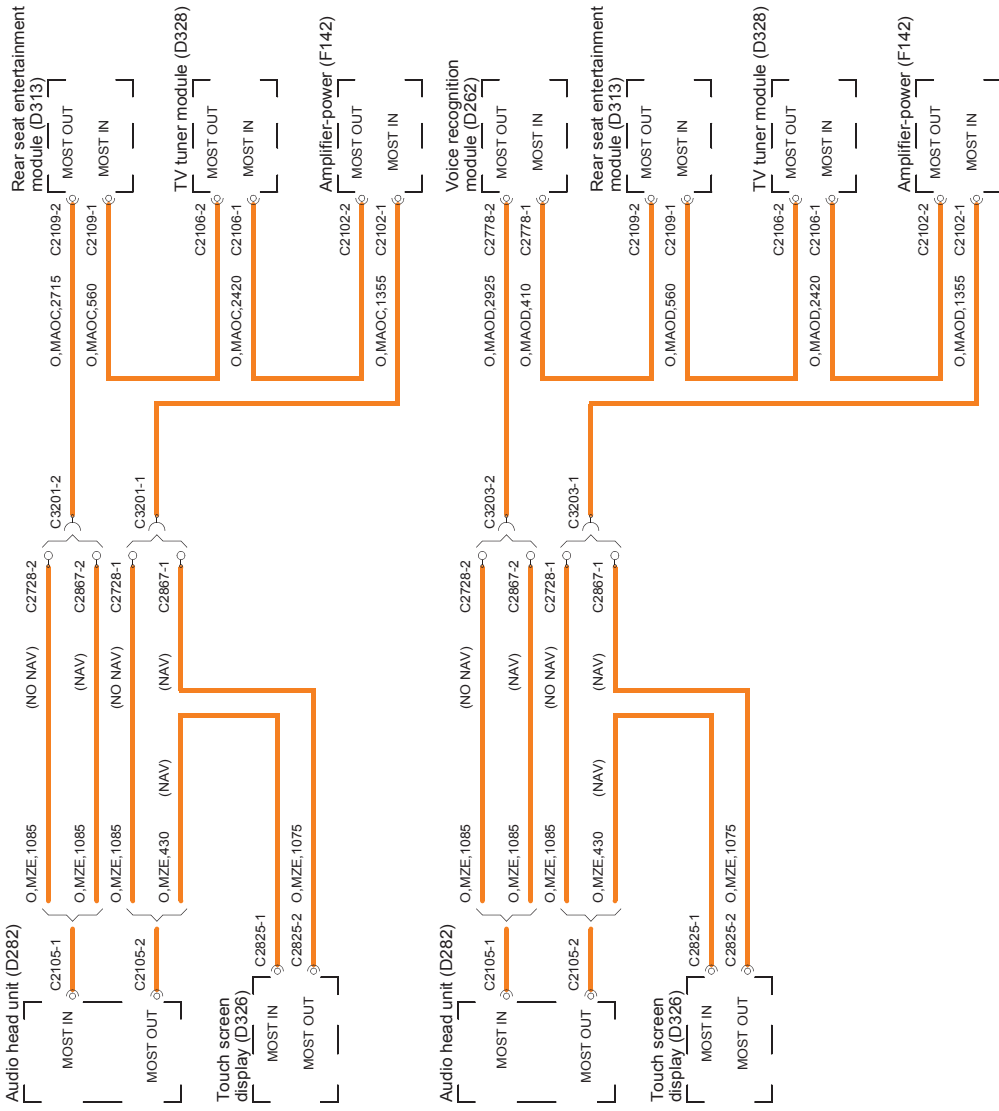 Audio head unit (D282)
MOST IN
MOST OUT
C2105-1
C2105-2
Touch screen
display (D326)
MOST IN
MOST OUT
C2825-1
C2825-2
O,MZE,1085
O,MZE,1085
O,MZE,1085
O,MZE,430
O,MZE,1075
(NO NAV)
(NAV)
(NO NAV)
(NAV)
(NAV)
C2728-2
C2867-2
C2728-1
C2867-1
C3201-2
C3201-1
O,MAOC,2715
O,MAOC,560
O,MAOC,2420
O,MAOC,1355
C2109-2
C2109-1
C2106-2
C2106-1
C2102-2
C2102-1
Rear seat entertainment
module (D313)
MOST OUT
MOST IN
TV tuner module (D328)
MOST OUT
MOST IN
Amplifier-power (F142)
MOST OUT
MOST IN
Audio head unit (D282)
MOST IN
MOST OUT
C2105-1
C2105-2
Touch screen
display (D326)
MOST IN
MOST OUT
C2825-1
C2825-2
O,MZE,1085
O,MZE,1085
O,MZE,1085
O,MZE,430
O,MZE,1075
(NO NAV)
(NAV)
(NO NAV)
(NAV)
(NAV)
C2728-2
C2867-2
C2728-1
C2867-1
C3203-2
C3203-1
O,MAOD,2925
O,MAOD,410
O,MAOD,560
O,MAOD,2420
O,MAOD,1355
C2778-2
C2778-1
C2109-2
C2109-1
C2106-2
C2106-1
C2102-2
C2102-1
Voice recognition
module (D262)
MOST OUT
MOST IN
Rear seat entertainment
module (D313)
MOST OUT
MOST IN
TV tuner module (D328)
MOST OUT
MOST IN
Amplifier-power (F142)
MOST OUT
MOST IN